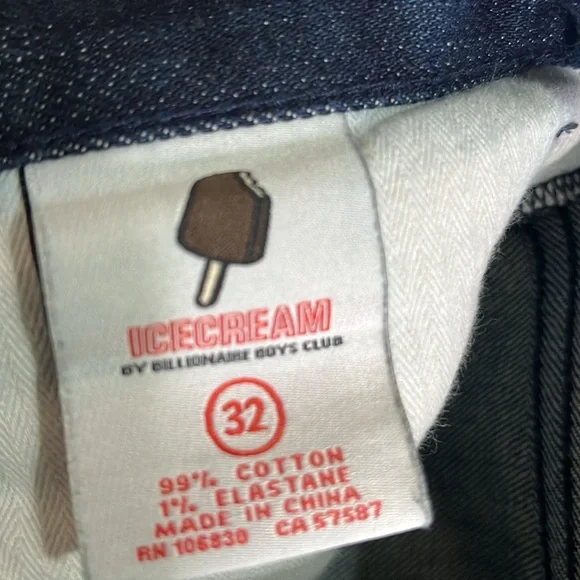 ICECREAM
BY BILLIONAIRE BOYS CLUB
32
99% COTTON
1% ELASTANE
MADE IN CHINA
RN 106830 CA 57587